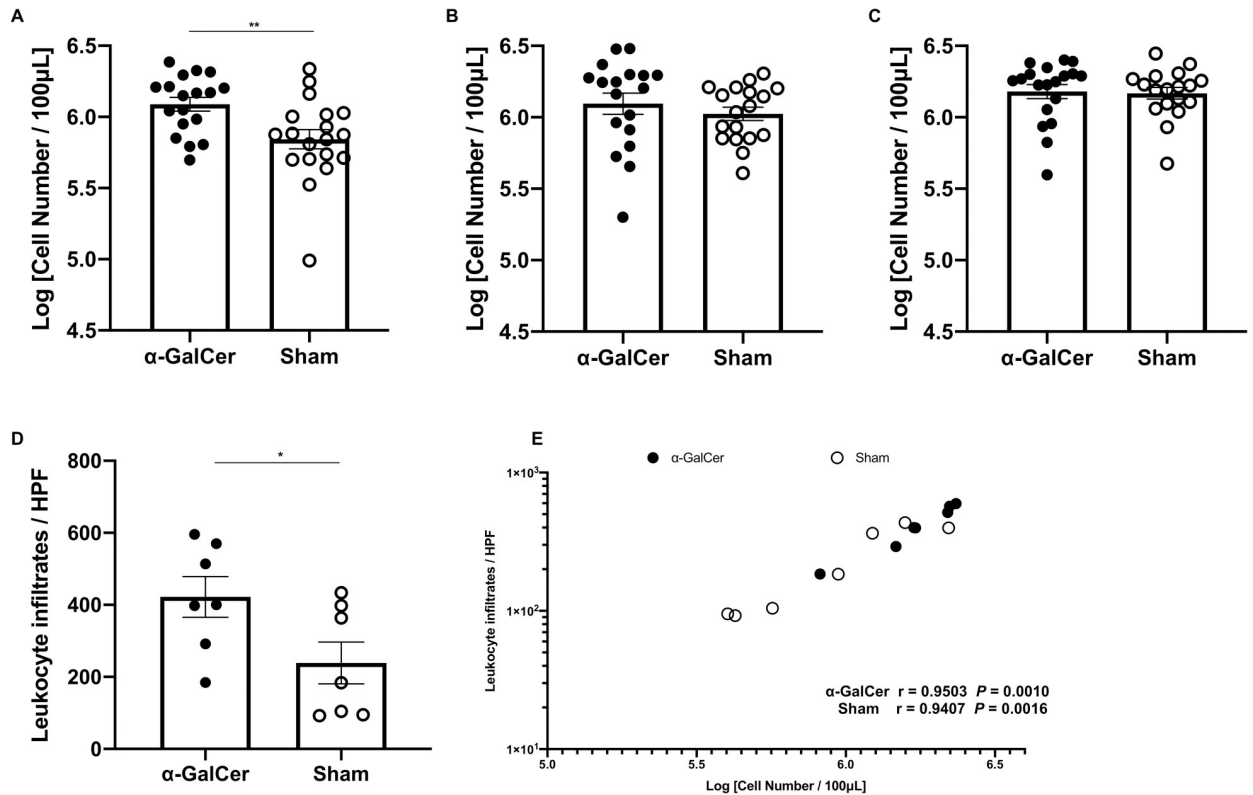 A
**
Log [Cell Number / 100µL]
6.5
6.0
5.5
5.0
4.5
α-GalCer Sham
B
Log [Cell Number / 100µL]
6.5
6.0
5.5
5.0
4.5
α-GalCer Sham
C
Log [Cell Number / 100µL]
6.5
6.0
5.5
5.0
4.5
α-GalCer Sham
D
*
Leukocyte infiltrates / HPF
800
600
400
200
0
α-GalCer Sham
E
α-GalCer Sham
Leukocyte infiltrates / HPF
1×10³
1×10²
1×10¹
α-GalCer r = 0.9503 P = 0.0010
Sham r = 0.9407 P = 0.0016
5.0 5.5 6.0 6.5
Log [Cell Number / 100µL]